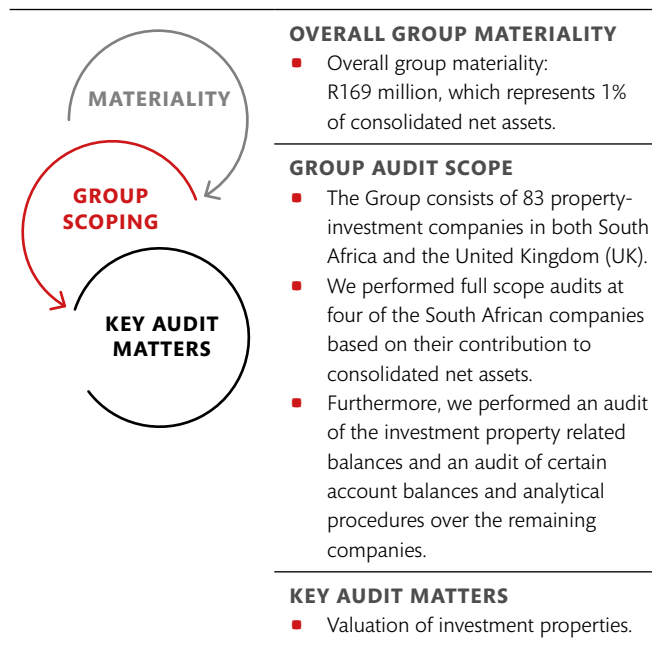 MATERIALITY
GROUP
SCOPING
KEY AUDIT
MATTERS
OVERALL GROUP MATERIALITY
Overall group materiality:
R169 million, which represents 1%
of consolidated net assets.
GROUP AUDIT SCOPE
The Group consists of 83 property-
investment companies in both South
Africa and the United Kingdom (UK).
We performed full scope audits at
four of the South African companies
based on their contribution to
consolidated net assets.
Furthermore, we performed an audit
of the investment property related
balances and an audit of certain
account balances and analytical
procedures over the remaining
companies.
KEY AUDIT MATTERS
Valuation of investment properties.